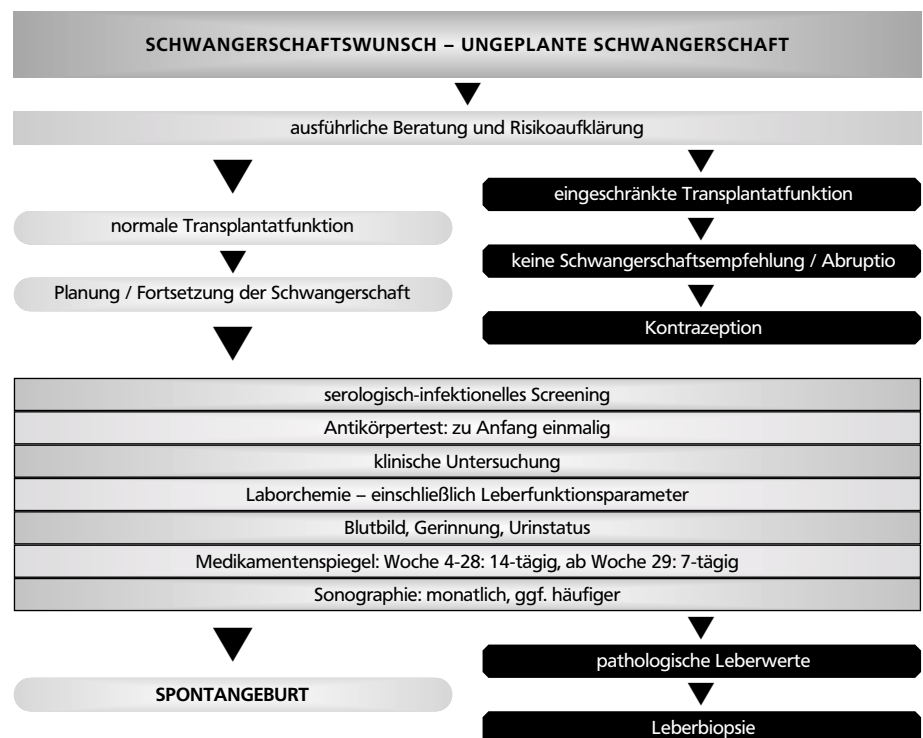 SCHWANGERSCHAFTSWUNSCH – UNGEPLANTE SCHWANGERSCHAFT
ausführliche Beratung und Risikoaufklärung
normale Transplantatfunktion
Planung / Fortsetzung der Schwangerschaft
eingeschränkte Transplantatfunktion
keine Schwangerschaftsempfehlung / Abruptio
Kontrazeption
serologisch-infektionelles Screening
Antikörpertest: zu Anfang einmalig
klinische Untersuchung
Laborchemie – einschließlich Leberfunktionsparameter
Blutbild, Gerinnung, Urinstatus
Medikamentenspiegel: Woche 4-28: 14-tägig, ab Woche 29: 7-tägig
Sonographie: monatlich, ggf. häufiger
SPONTANGEBURT
pathologische Leberwerte
Leberbiopsie